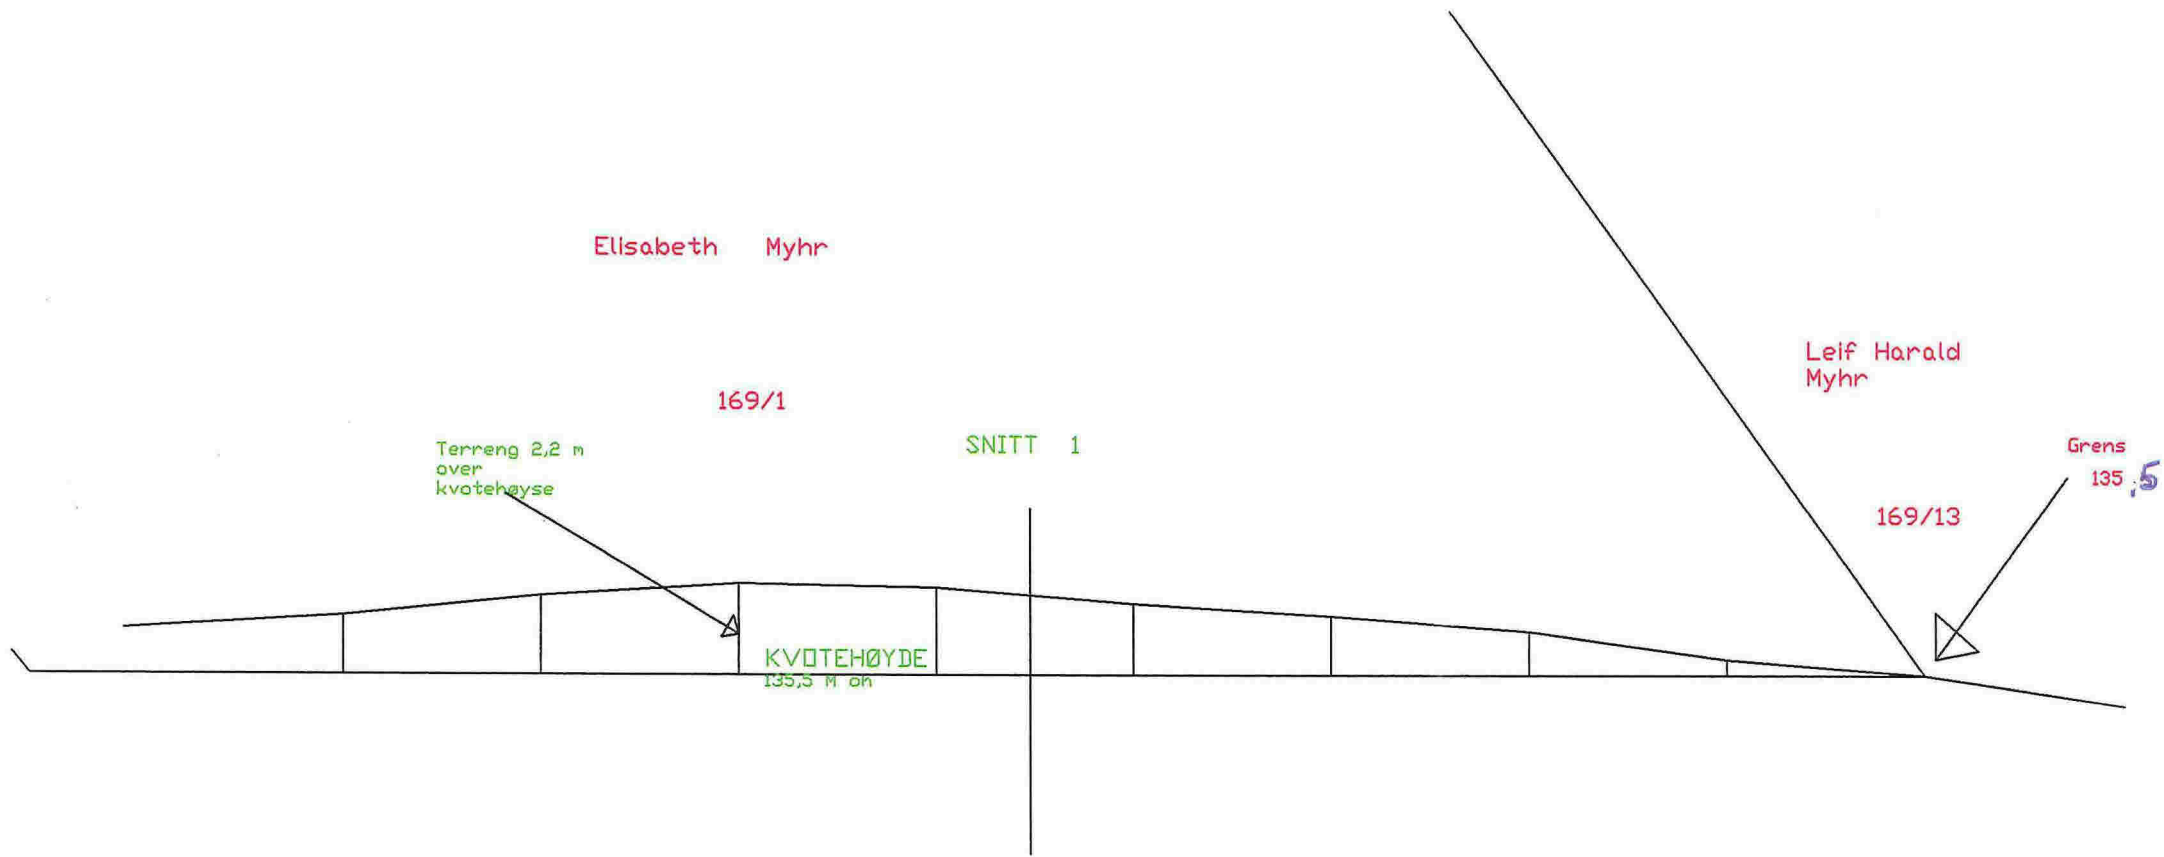 Elisabeth Myhr
Leif Harald
Myhr
169/1
Terreng 2,2 m
over
kvotehøyse
SNITT 1
Grens
135,5
169/13
KVOTEHØYDE
135,5 M oh